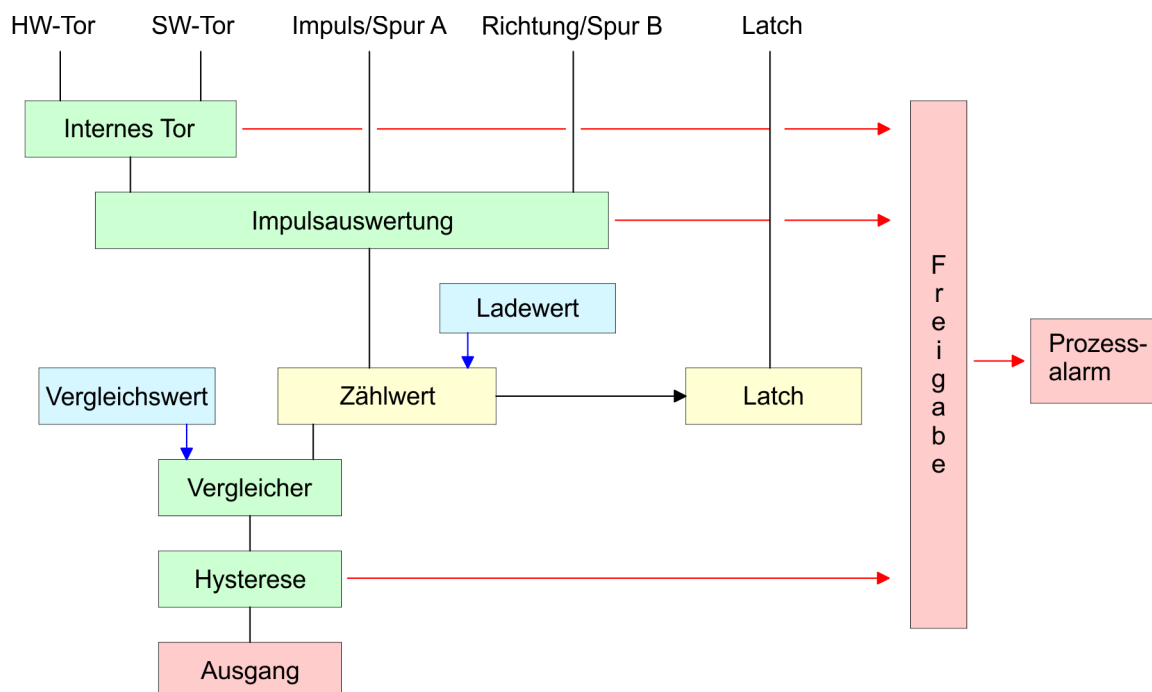 HW-Tor
SW-Tor
Impuls/Spur A
Richtung/Spur B
Latch
Internes Tor
Impulsauswertung
Ladewert
Vergleichswert
Zählwert
Latch
Vergleicher
Hysterese
Ausgang
Freigabe
Prozess-
alarm